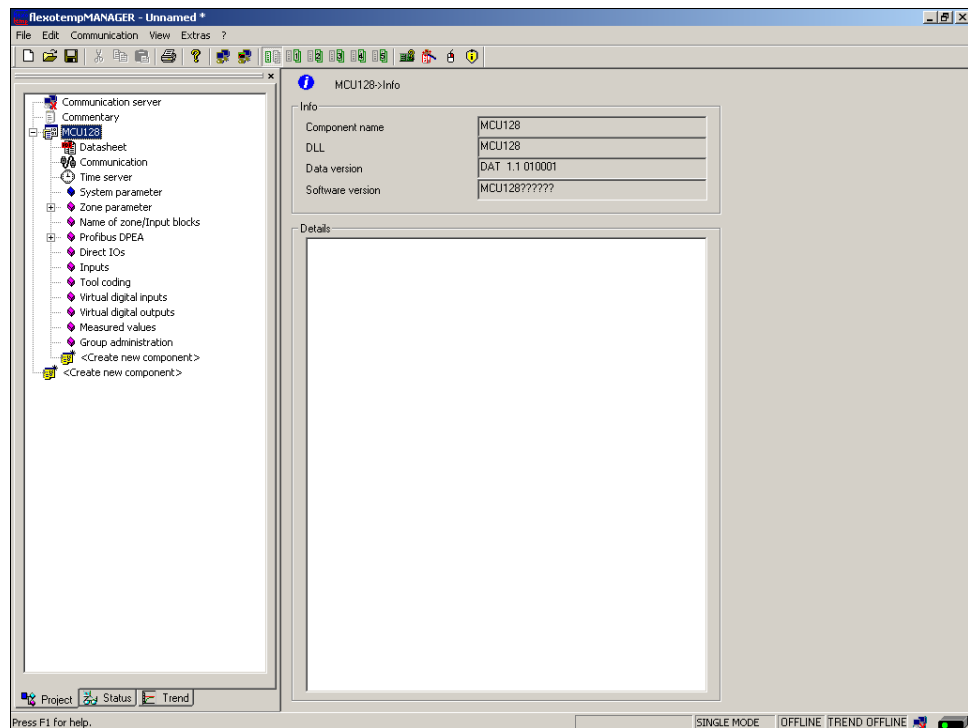 flexotempMANAGER - Unnamed *
File Edit Communication View Extras ?
MCU128->Info
Communication server
Commentary
MCU128
Datasheet
Communication
Time server
System parameter
Zone parameter
Name of zone/Input blocks
Profibus DPEA
Direct IOs
Inputs
Tool coding
Virtual digital inputs
Virtual digital outputs
Measured values
Group administration
<Create new component>
<Create new component>
Info
Component name MCU128
DLL MCU128
Data version DAT 1.1 010001
Software version MCU128??????
Details
Project Status Trend
Press F1 for help. SINGLE MODE OFFLINE TREND OFFLINE